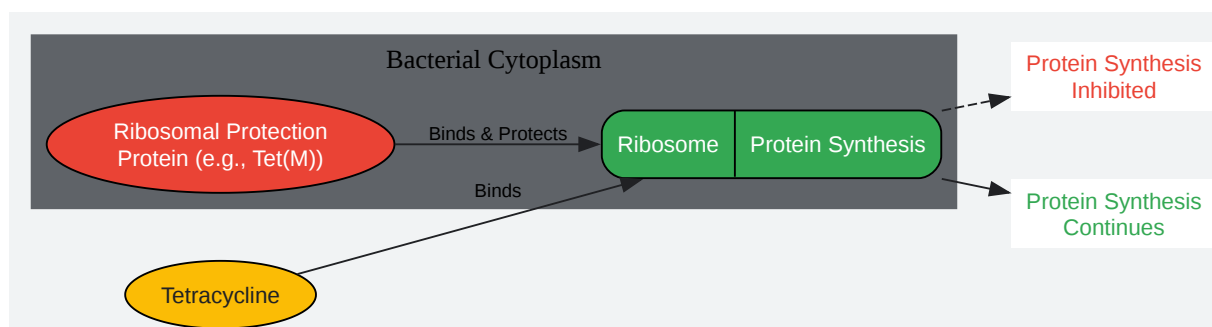 Bacterial Cytoplasm
Ribosomal Protection
Protein (e.g., Tet(M))
Binds & Protects
Ribosome
Protein Synthesis
Binds
Tetracycline
Protein Synthesis
Inhibited
Protein Synthesis
Continues